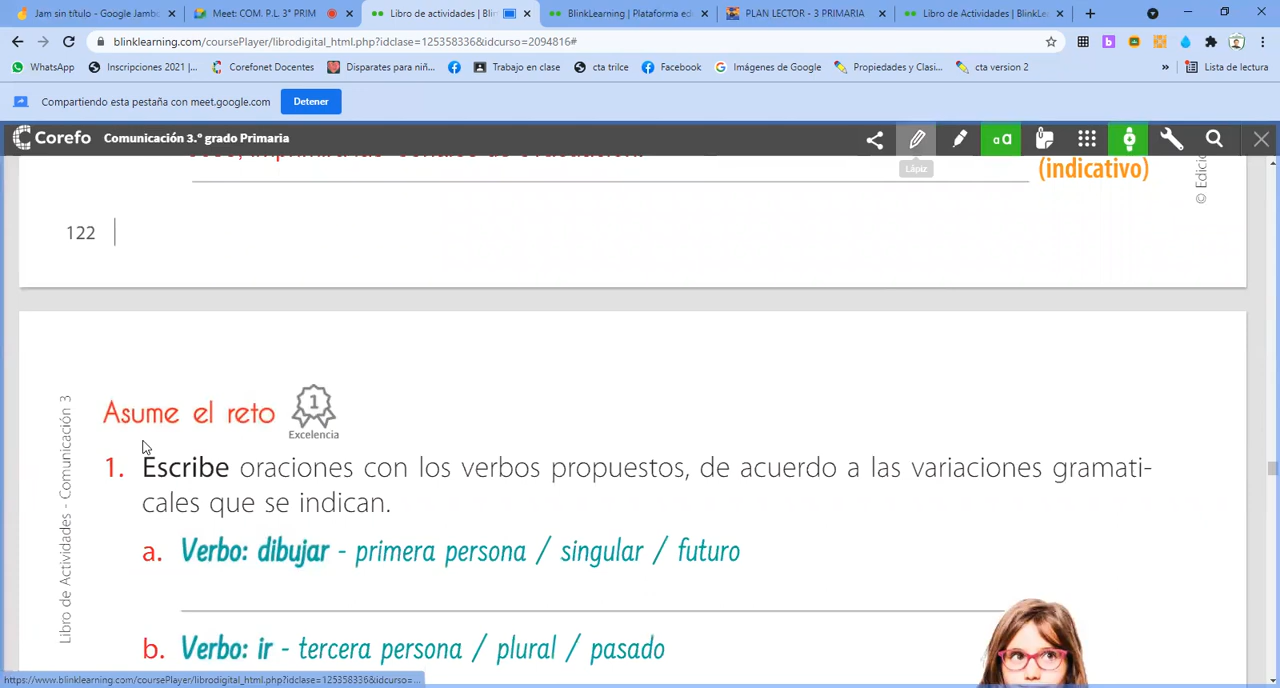 Jam sin título - Google Jamb
Meet: COM. P.L. 3° PRIM
Libro de actividades | Blin
BlinkLearning | Plataforma ed
PLAN LECTOR - 3 PRIMARIA
Libro de Actividades | BlinkLe
blinklearning.com/coursePlayer/librodigital_html.php?idclase=125358336&idcurso=2094816#
WhatsApp
Inscripciones 2021 |...
Corefonet Docentes
Disparates para niñ...
Trabajo en clase
cta trilce
Facebook
Imágenes de Google
Propiedades y Clasi...
cta version 2
»
Lista de lectura
Compartiendo esta pestaña con meet.google.com
Detener
Corefo
Comunicación 3.º grado Primaria
aA
Lápiz
(indicativo)
© Edicio
122
Asume el reto
1
Excelencia
Libro de Actividades - Comunicación 3
1. Escribe oraciones con los verbos propuestos, de acuerdo a las variaciones gramati-
cales que se indican.
a. Verbo: dibujar - primera persona / singular / futuro
b. Verbo: ir - tercera persona / plural / pasado
https://www.blinklearning.com/coursePlayer/librodigital_html.php?idclase=125358336&idcurso=...